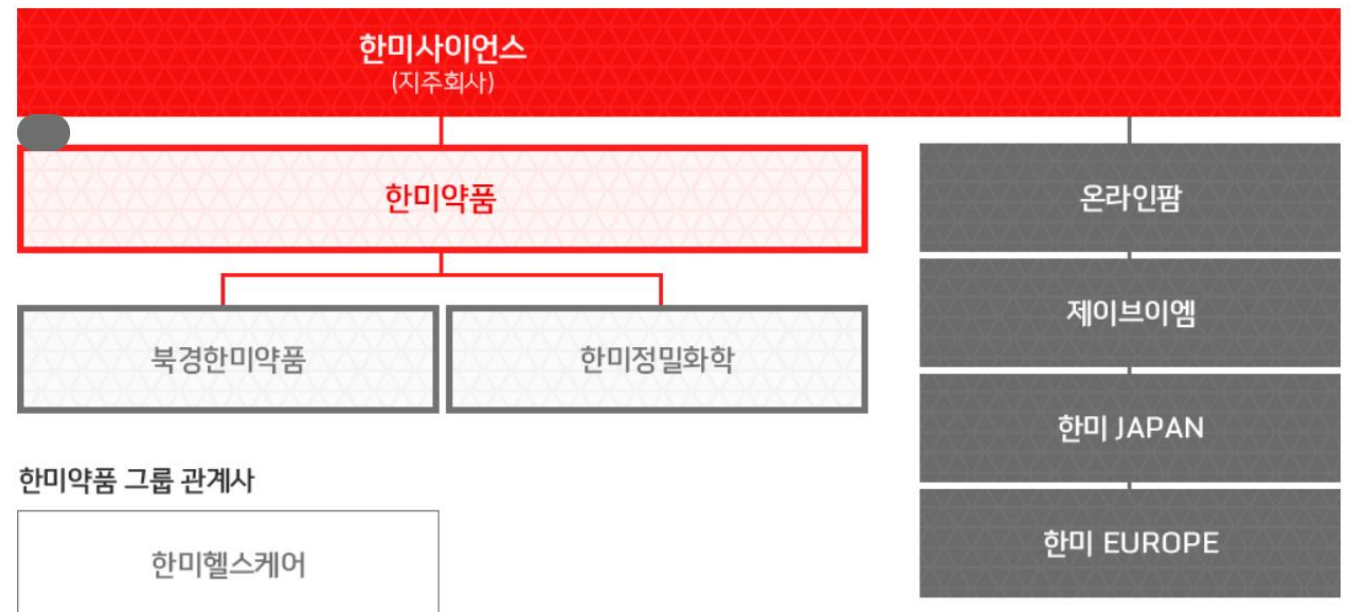 한미사이언스
(지주회사)
한미약품
온라인팜
제이브이엠
북경한미약품
한미정밀화학
한미 JAPAN
한미약품 그룹 관계사
한미 EUROPE
한미헬스케어